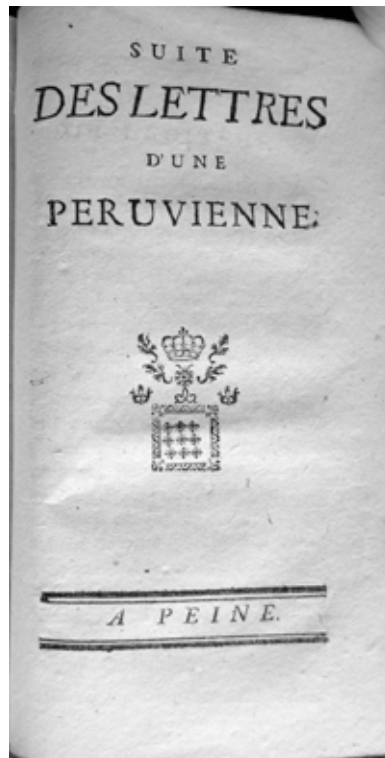 SUITE
DES LETTRES
D'UNE
PERUVIENNE.
A PEINE.